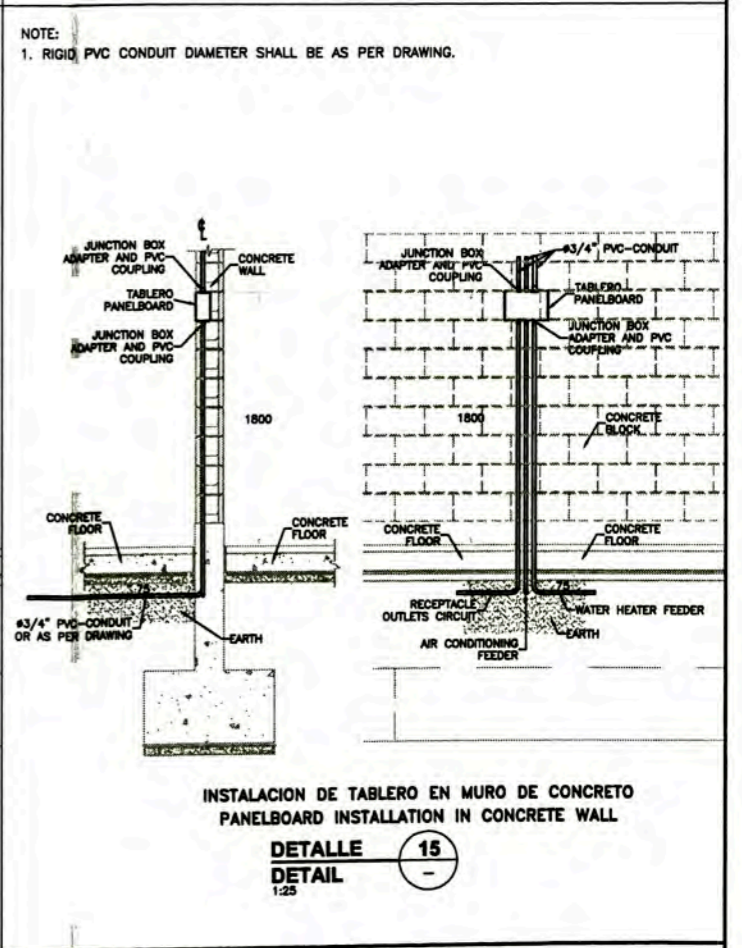 NOTE:
1. RIGID PVC CONDUIT DIAMETER SHALL BE AS PER DRAWING.
C
L
JUNCTION BOX
ADAPTER AND PVC
COUPLING
CONCRETE
WALL
TABLERO
PANELBOARD
JUNCTION BOX
ADAPTER AND PVC
COUPLING
1800
CONCRETE
FLOOR
CONCRETE
FLOOR
75
ø3/4" PVC-CONDUIT
OR AS PER DRAWING
EARTH
JUNCTION BOX
ADAPTER AND PVC
COUPLING
ø3/4" PVC-CONDUIT
TABLERO
PANELBOARD
JUNCTION BOX
ADAPTER AND PVC
COUPLING
1800
CONCRETE
BLOCK
CONCRETE
FLOOR
CONCRETE
FLOOR
75
RECEPTACLE
OUTLETS CIRCUIT
WATER HEATER FEEDER
EARTH
AIR CONDITIONING
FEEDER
INSTALACION DE TABLERO EN MURO DE CONCRETO
PANELBOARD INSTALLATION IN CONCRETE WALL
DETALLE 15
DETAIL -
1:25